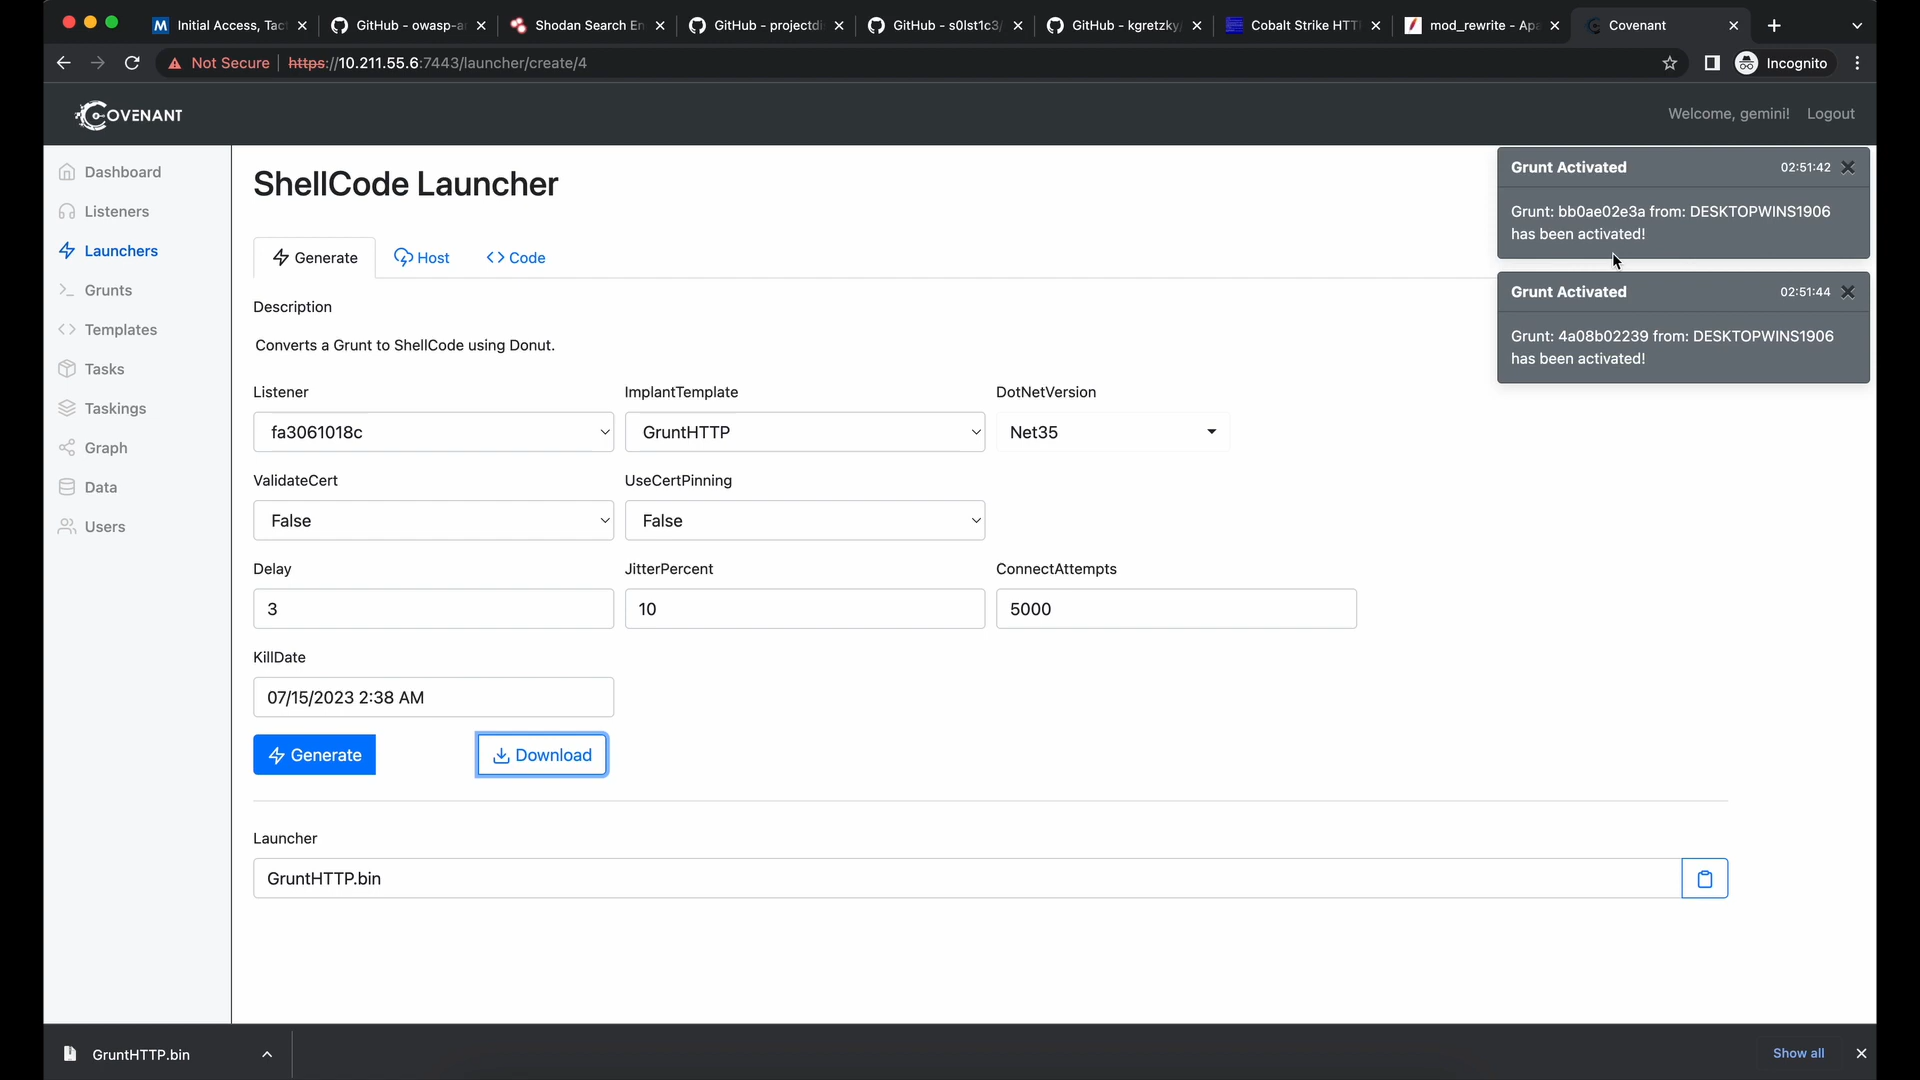 Initial Access, Tac
GitHub - owasp-a
Shodan Search En
GitHub - projectdi
GitHub - s0lst1c3/
GitHub - kgretzky/
Cobalt Strike HTT
mod_rewrite - Apa
Covenant
Not Secure
https://10.211.55.6:7443/launcher/create/4
Incognito
COVENANT
Welcome, gemini!
Logout
Dashboard
Listeners
Launchers
Grunts
Templates
Tasks
Taskings
Graph
Data
Users
ShellCode Launcher
Generate
Host
Code
Description
Converts a Grunt to ShellCode using Donut.
Listener
ImplantTemplate
DotNetVersion
fa3061018c
GruntHTTP
Net35
ValidateCert
UseCertPinning
False
False
Delay
JitterPercent
ConnectAttempts
3
10
5000
KillDate
07/15/2023 2:38 AM
Generate
Download
Launcher
GruntHTTP.bin
Grunt Activated
02:51:42
Grunt: bb0ae02e3a from: DESKTOPWINS1906
has been activated!
Grunt Activated
02:51:44
Grunt: 4a08b02239 from: DESKTOPWINS1906
has been activated!
GruntHTTP.bin
Show all